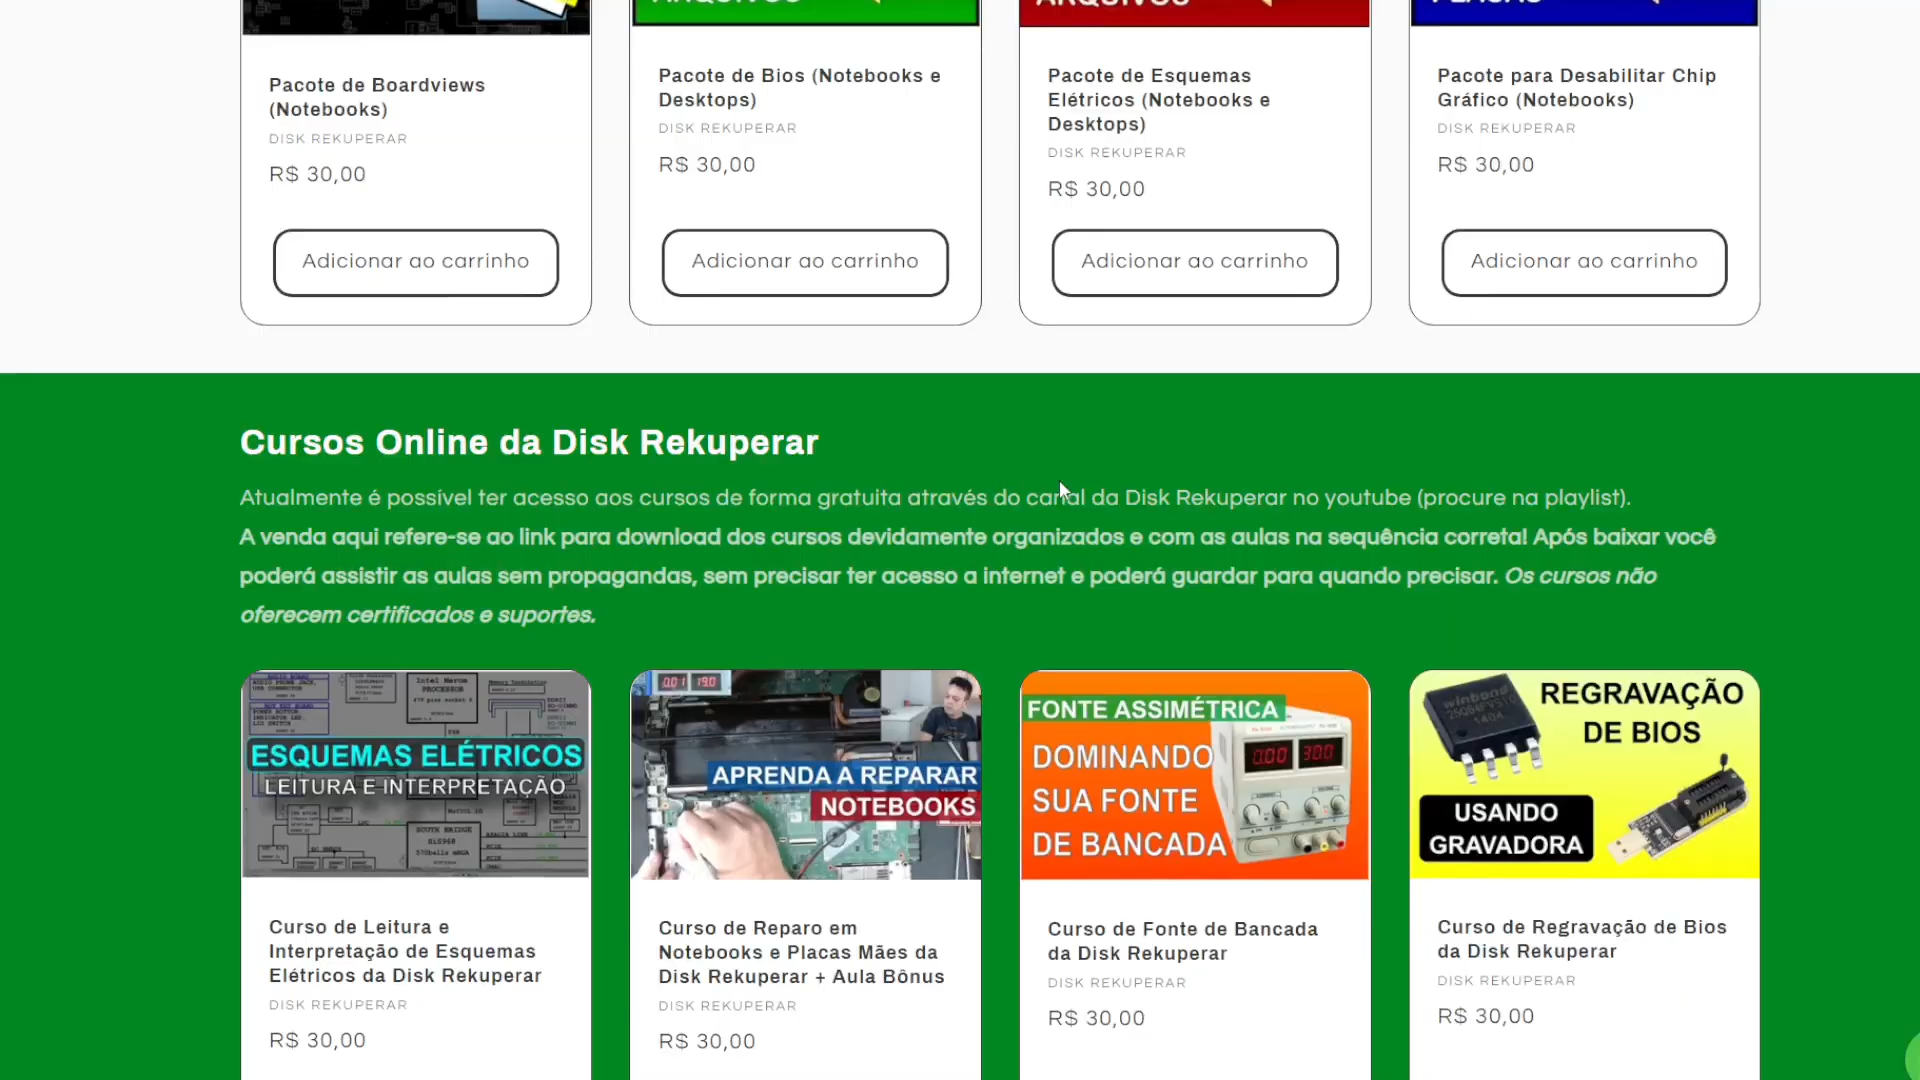 Pacote de Boardviews
(Notebooks)
DISK REKUPERAR
R$ 30,00
Adicionar ao carrinho
Pacote de Bios (Notebooks e
Desktops)
DISK REKUPERAR
R$ 30,00
Adicionar ao carrinho
Pacote de Esquemas
Elétricos (Notebooks e
Desktops)
DISK REKUPERAR
R$ 30,00
Adicionar ao carrinho
Pacote para Desabilitar Chip
Gráfico (Notebooks)
DISK REKUPERAR
R$ 30,00
Adicionar ao carrinho
Cursos Online da Disk Rekuperar
Atualmente é possível ter acesso aos cursos de forma gratuita através do canal da Disk Rekuperar no youtube (procure na playlist).
A venda aqui refere-se ao link para download dos cursos devidamente organizados e com as aulas na sequência correta! Após baixar você
poderá assistir as aulas sem propagandas, sem precisar ter acesso a internet e poderá guardar para quando precisar. Os cursos não
oferecem certificados e suportes.
Intel Merom
PROCESSOR
ESQUEMAS ELÉTRICOS
LEITURA E INTERPRETAÇÃO
SOUTH BRIDGE
Curso de Leitura e
Interpretação de Esquemas
Elétricos da Disk Rekuperar
DISK REKUPERAR
R$ 30,00
APRENDA A REPARAR
NOTEBOOKS
Curso de Reparo em
Notebooks e Placas Mães da
Disk Rekuperar + Aula Bônus
DISK REKUPERAR
R$ 30,00
FONTE ASSIMÉTRICA
DOMINANDO
SUA FONTE
DE BANCADA
0.00 30.0
Curso de Fonte de Bancada
da Disk Rekuperar
DISK REKUPERAR
R$ 30,00
winbond
REGRAVAÇÃO
DE BIOS
USANDO
GRAVADORA
Curso de Regravação de Bios
da Disk Rekuperar
DISK REKUPERAR
R$ 30,00